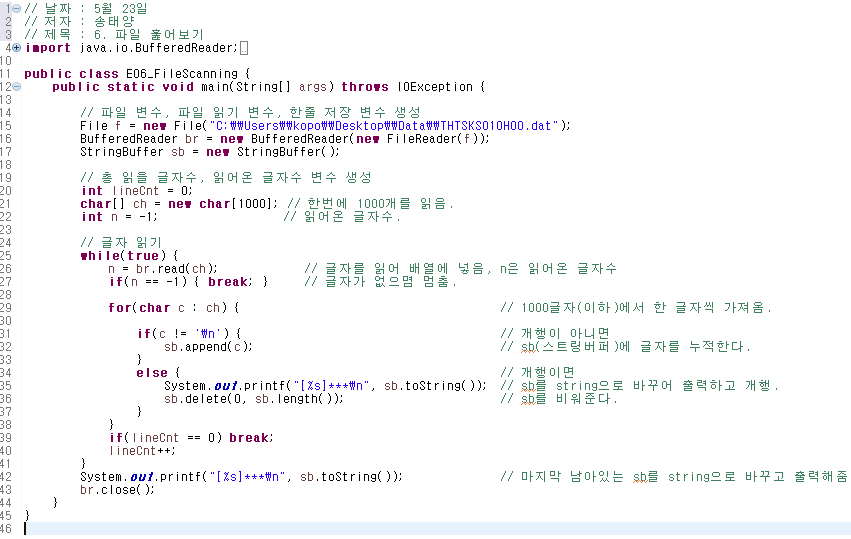 1 // 날짜 : 5월 23일
2 // 저자 : 송태양
3 // 제목 : 6. 파일 훑어보기
4 import java.io.BufferedReader;
10
11 public class E06_FileScanning {
12 public static void main(String[] args) throws IOException {
13
14 // 파일 변수, 파일 읽기 변수, 한줄 저장 변수 생성
15 File f = new File("C:₩₩Users₩₩kopo₩₩Desktop₩₩Data₩₩THTSKS010H00.dat");
16 BufferedReader br = new BufferedReader(new FileReader(f));
17 StringBuffer sb = new StringBuffer();
18
19 // 총 읽을 글자수, 읽어온 글자수 변수 생성
20 int lineCnt = 0;
21 char[] ch = new char[1000]; // 한번에 1000개를 읽음.
22 int n = -1; // 읽어온 글자수.
23
24 // 글자 읽기
25 while(true) {
26 n = br.read(ch); // 글자를 읽어 배열에 넣음, n은 읽어온 글자수
27 if(n == -1) { break; } // 글자가 없으면 멈춤.
28
29 for(char c : ch) { // 1000글자(이하)에서 한 글자씩 가져옴.
30
31 if(c != '₩n') { // 개행이 아니면
32 sb.append(c); // sb(스트링버퍼)에 글자를 누적한다.
33 }
34 else { // 개행이면
35 System.out.printf("[%s]***₩n", sb.toString()); // sb를 string으로 바꾸어 출력하고 개행.
36 sb.delete(0, sb.length()); // sb를 비워준다.
37 }
38 }
39 if(lineCnt == 0) break;
40 lineCnt++;
41 }
42 System.out.printf("[%s]***₩n", sb.toString()); // 마지막 남아있는 sb를 string으로 바꾸고 출력해줌
43 br.close();
44 }
45 }
46